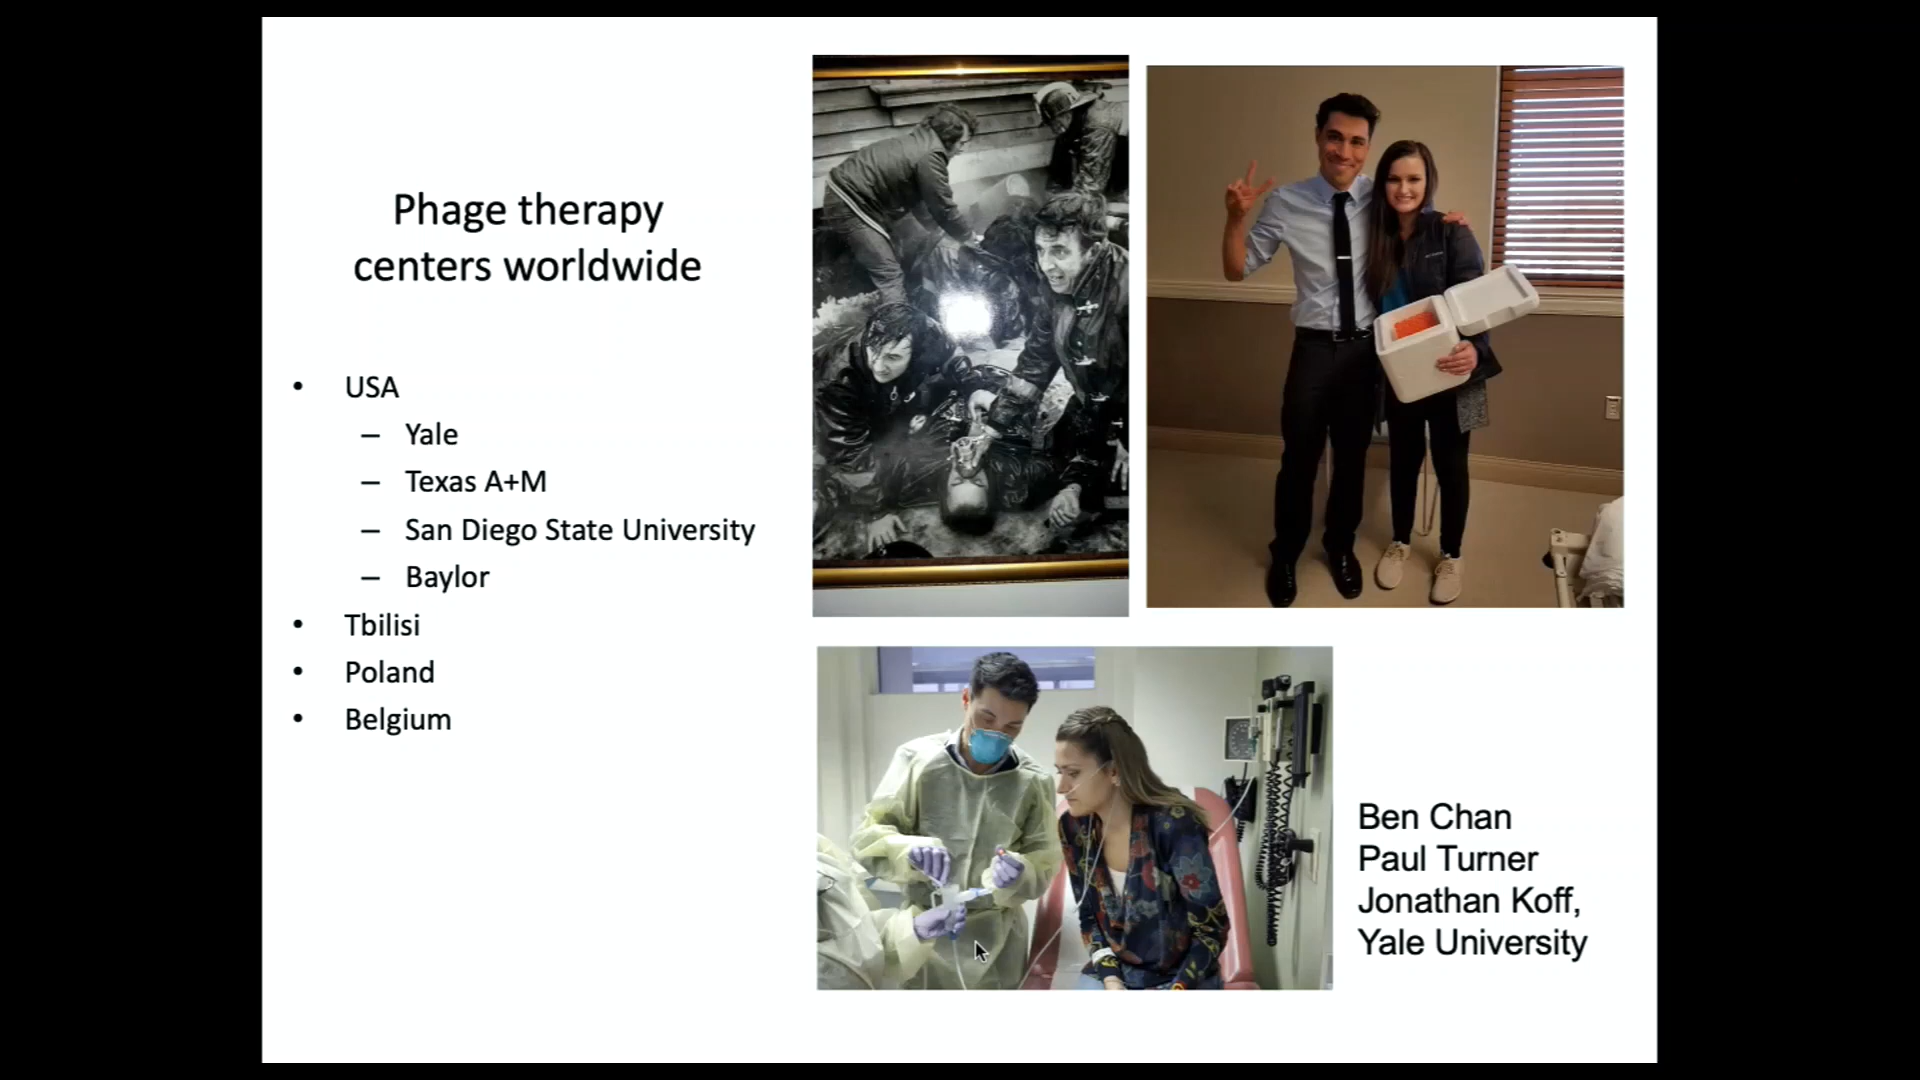 Phage therapy
centers worldwide
• USA
– Yale
– Texas A+M
– San Diego State University
– Baylor
• Tbilisi
• Poland
• Belgium
Ben Chan
Paul Turner
Jonathan Koff,
Yale University